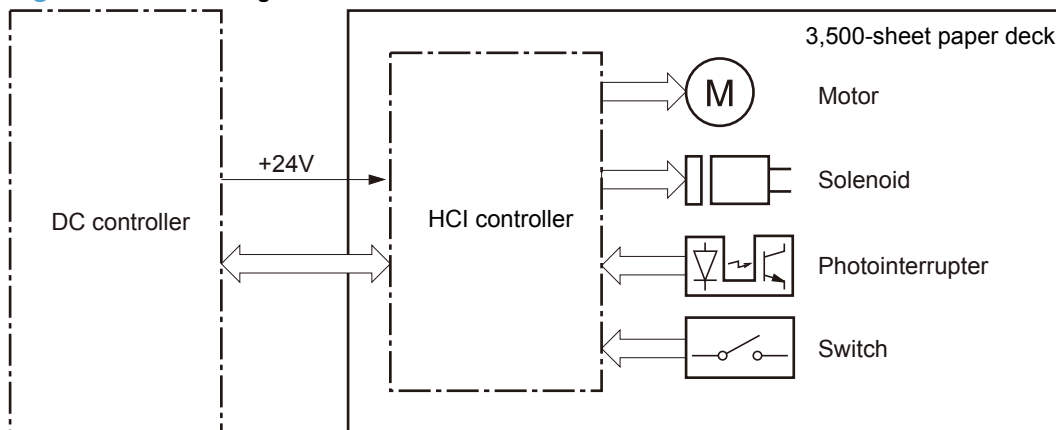 3,500-sheet paper deck
M
Motor
+24V
Solenoid
DC controller
HCI controller
Photointerrupter
Switch